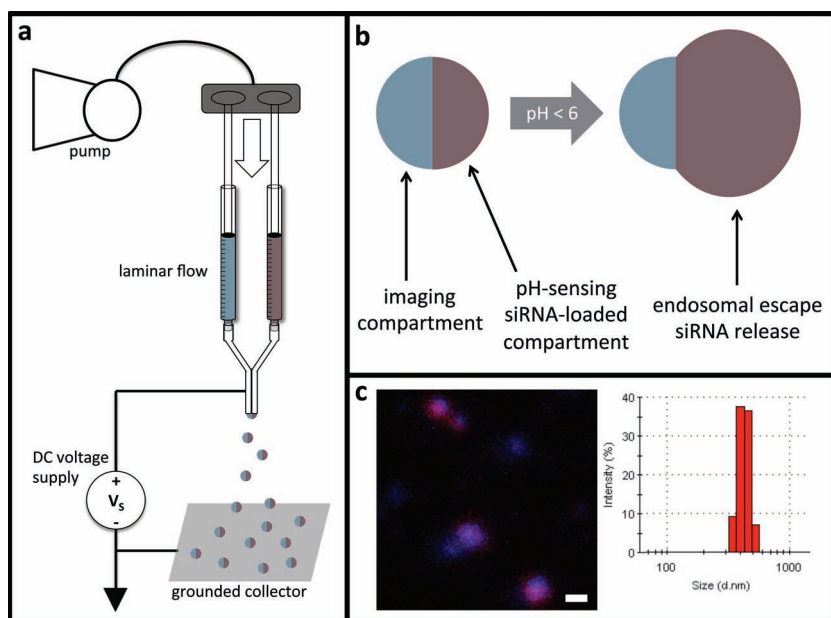 a
pump
laminar flow
DC voltage
supply
+
Vs
-
grounded collector
b
pH < 6
imaging
compartment
pH-sensing
siRNA-loaded
compartment
endosomal escape
siRNA release
c
40
30
20
10
0
Intensity (%)
100
1000
Size (d.nm)